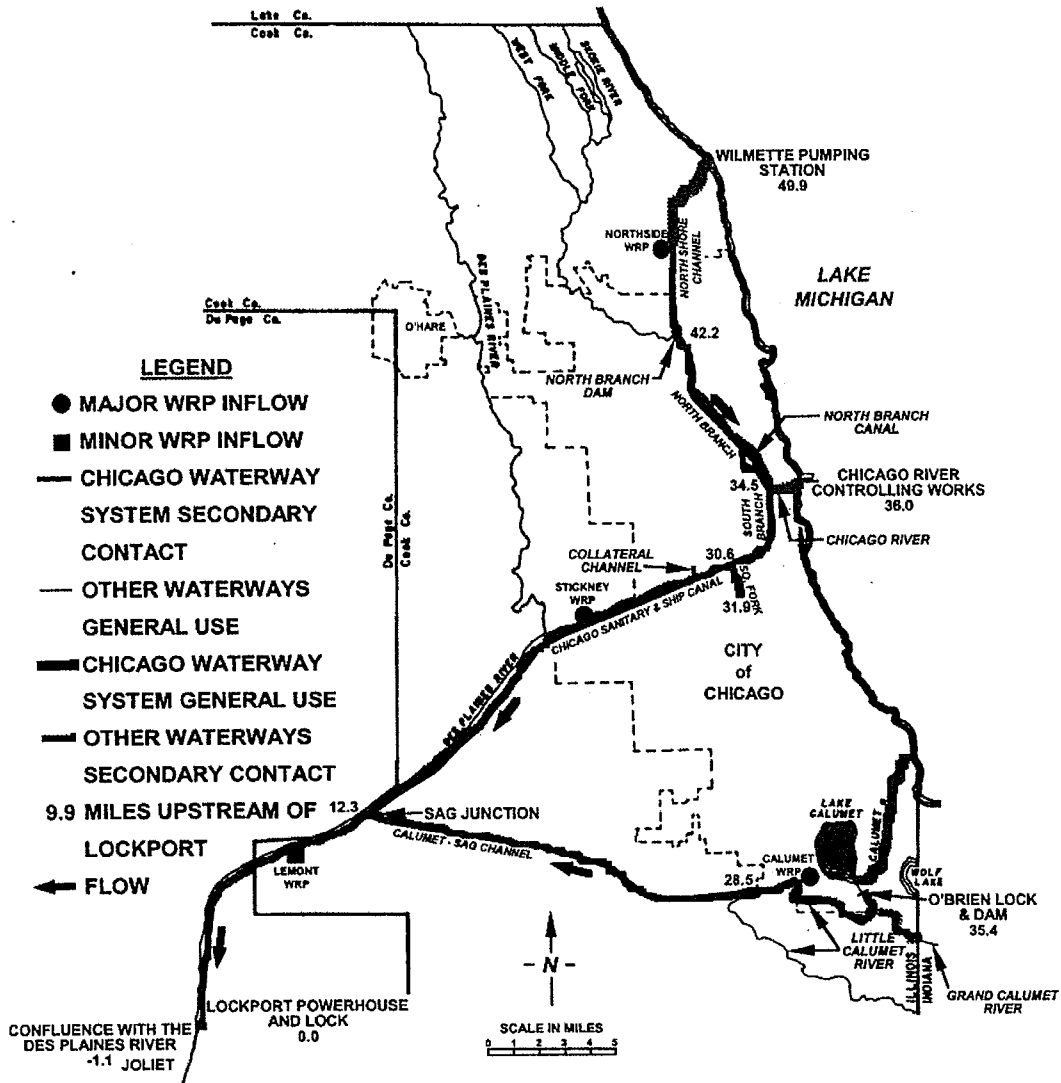 Lake Co.
Cook Co.
WEST FORK
MIDDLE FORK
SKOKIE RIVER
WILMETTE PUMPING
STATION
49.9
NORTHSIDE
WRP
NORTH SHORE
CHANNEL
LAKE
MICHIGAN
DES PLAINES RIVER
Cook Co.
Du Page Co.
O'HARE
42.2
NORTH BRANCH
DAM
NORTH BRANCH
NORTH BRANCH
CANAL
34.5
CHICAGO RIVER
CONTROLLING WORKS
36.0
CHICAGO RIVER
SOUTH
BRANCH
LEGEND
MAJOR WRP INFLOW
MINOR WRP INFLOW
CHICAGO WATERWAY
SYSTEM SECONDARY
CONTACT
OTHER WATERWAYS
GENERAL USE
CHICAGO WATERWAY
SYSTEM GENERAL USE
OTHER WATERWAYS
SECONDARY CONTACT
9.9 MILES UPSTREAM OF
LOCKPORT
FLOW
Du Page Co.
Cook Co.
COLLATERAL
CHANNEL
30.6
SO. FORK
31.9
STICKNEY
WRP
CHICAGO SANITARY & SHIP CANAL
CITY
of
CHICAGO
DES PLAINES RIVER
12.3
SAG JUNCTION
CALUMET - SAG CHANNEL
LEMONT
WRP
LAKE
CALUMET
CALUMET R
CALUMET
WRP
28.5
WOLF
LAKE
O'BRIEN LOCK
& DAM
35.4
LITTLE
CALUMET
RIVER
ILLINOIS
INDIANA
GRAND CALUMET
RIVER
- N -
SCALE IN MILES
0 1 2 3 4 5
LOCKPORT POWERHOUSE
AND LOCK
0.0
CONFLUENCE WITH THE
DES PLAINES RIVER
-1.1 JOLIET